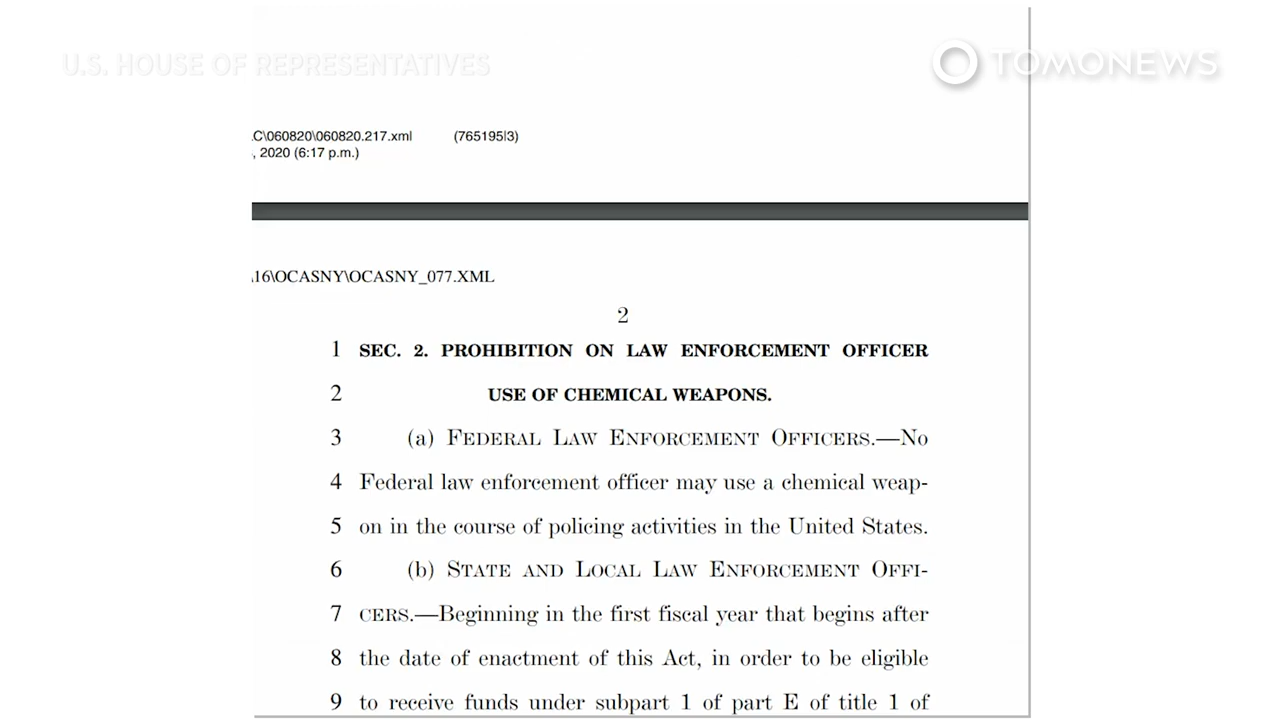 U.S. HOUSE OF REPRESENTATIVES
TOMONEWS
.C\060820\060820.217.xml (765195|3)
, 2020 (6:17 p.m.)
\16\OCASNY\OCASNY_077.XML
2
1 SEC. 2. PROHIBITION ON LAW ENFORCEMENT OFFICER
2 USE OF CHEMICAL WEAPONS.
3 (a) FEDERAL LAW ENFORCEMENT OFFICERS.—No
4 Federal law enforcement officer may use a chemical weap-
5 on in the course of policing activities in the United States.
6 (b) STATE AND LOCAL LAW ENFORCEMENT OFFI-
7 CERS.—Beginning in the first fiscal year that begins after
8 the date of enactment of this Act, in order to be eligible
9 to receive funds under subpart 1 of part E of title 1 of